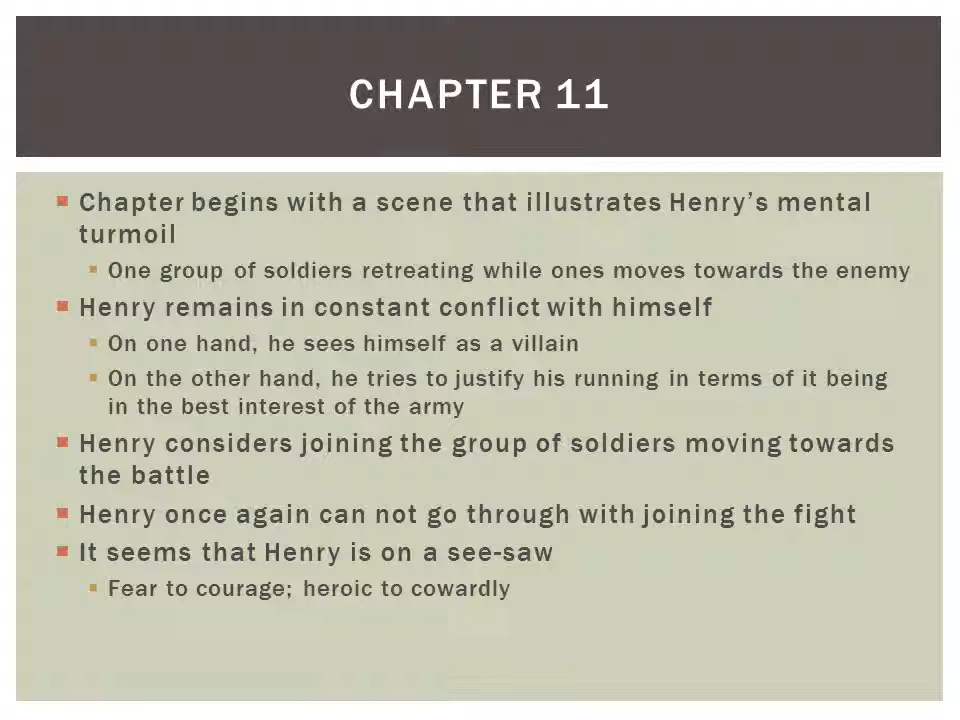 CHAPTER 11
Chapter begins with a scene that illustrates Henry's mental
turmoil
One group of soldiers retreating while ones moves towards the enemy
Henry remains in constant conflict with himself
On one hand, he sees himself as a villain
On the other hand, he tries to justify his running in terms of it being
in the best interest of the army
Henry considers joining the group of soldiers moving towards
the battle
Henry once again can not go through with joining the fight
It seems that Henry is on a see-saw
Fear to courage; heroic to cowardly